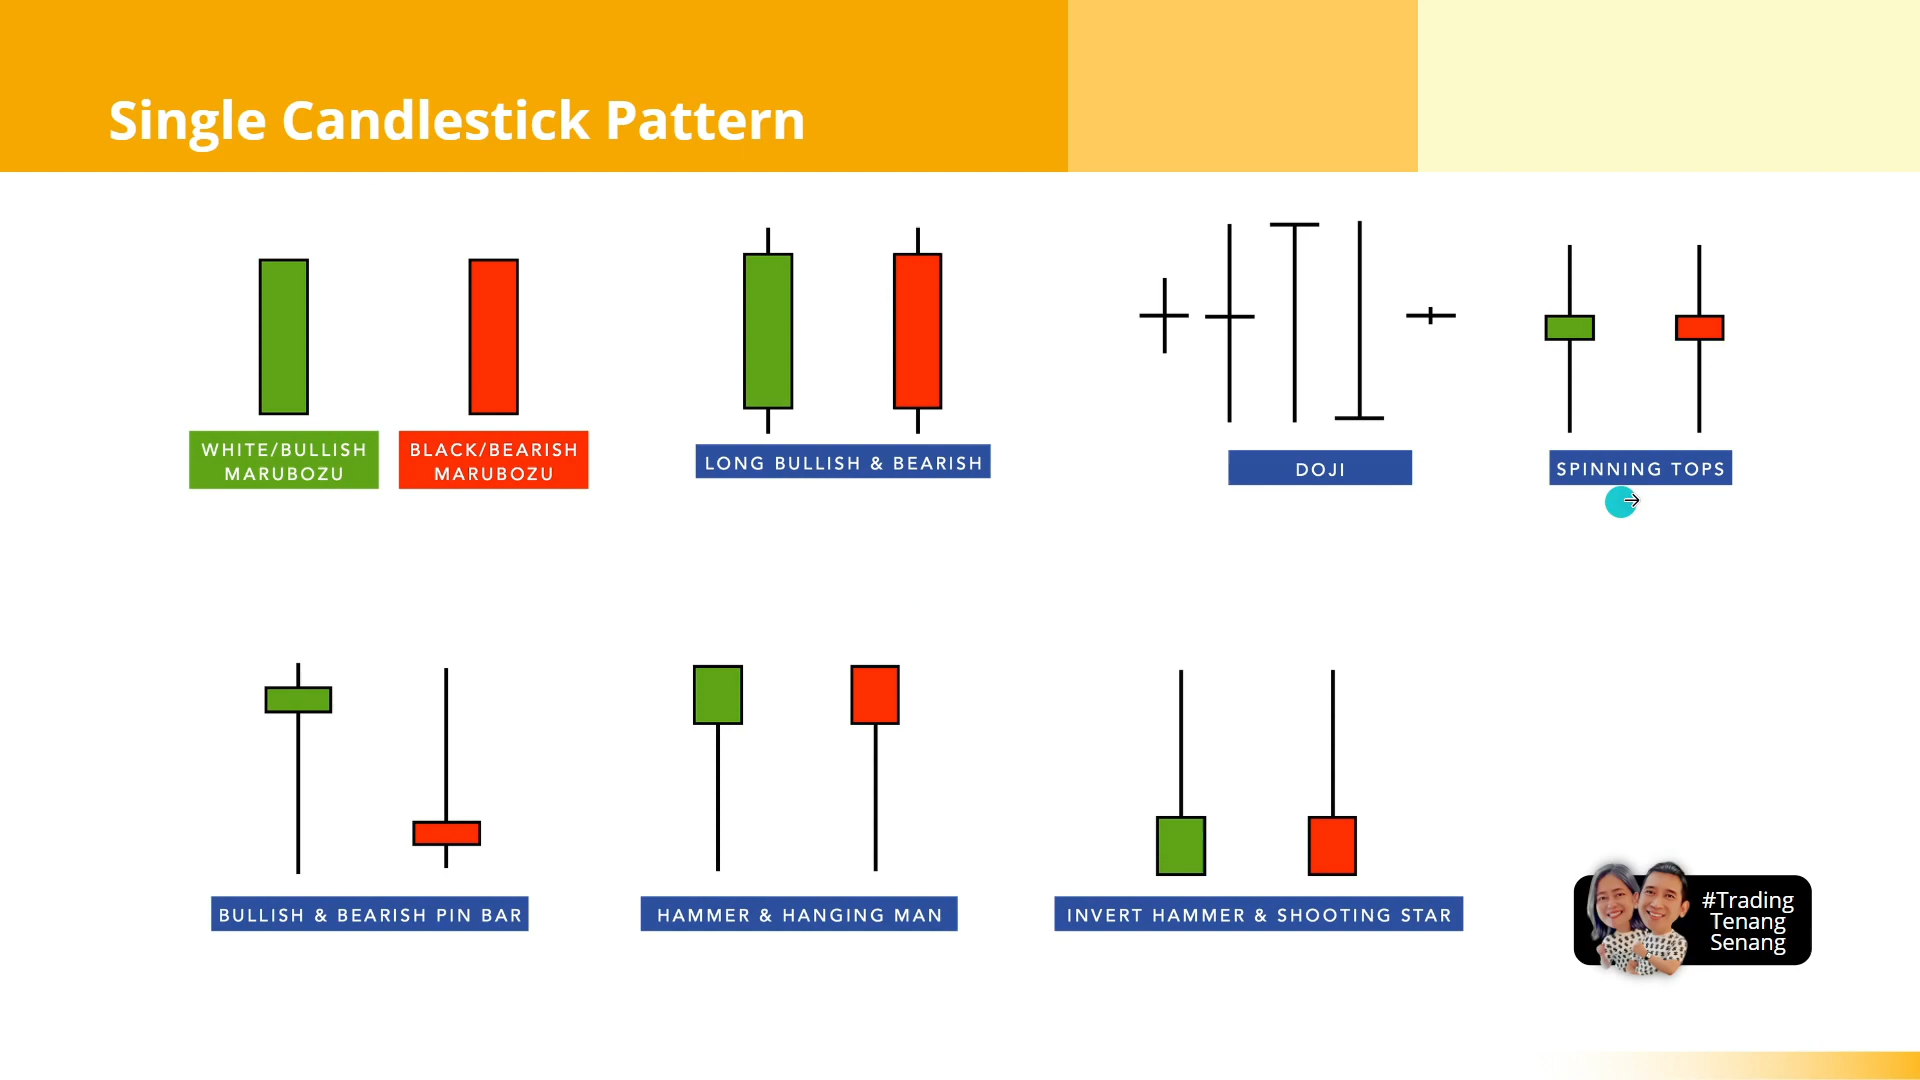 Single Candlestick Pattern
WHITE/BULLISH
MARUBOZU
BLACK/BEARISH
MARUBOZU
LONG BULLISH & BEARISH
DOJI
SPINNING TOPS
BULLISH & BEARISH PIN BAR
HAMMER & HANGING MAN
INVERT HAMMER & SHOOTING STAR
#Trading
Tenang
Senang